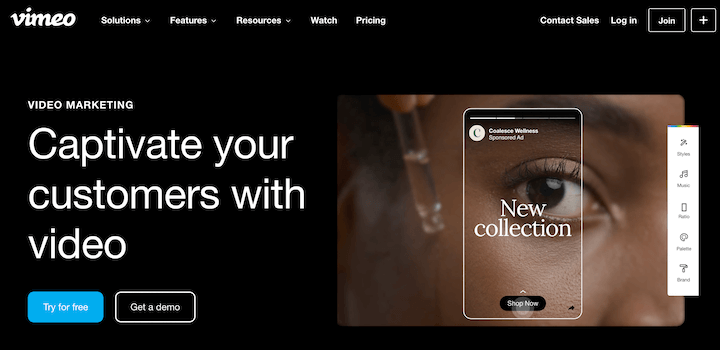 vimeo
Solutions
Features
Resources
Watch
Pricing
Contact Sales
Log in
Join
+
VIDEO MARKETING
Captivate your
customers with
video
Try for free
Get a demo
C
Coalesce Wellness
Sponsored Ad
New
collection
Shop Now
Styles
Music
Ratio
Palette
Brand